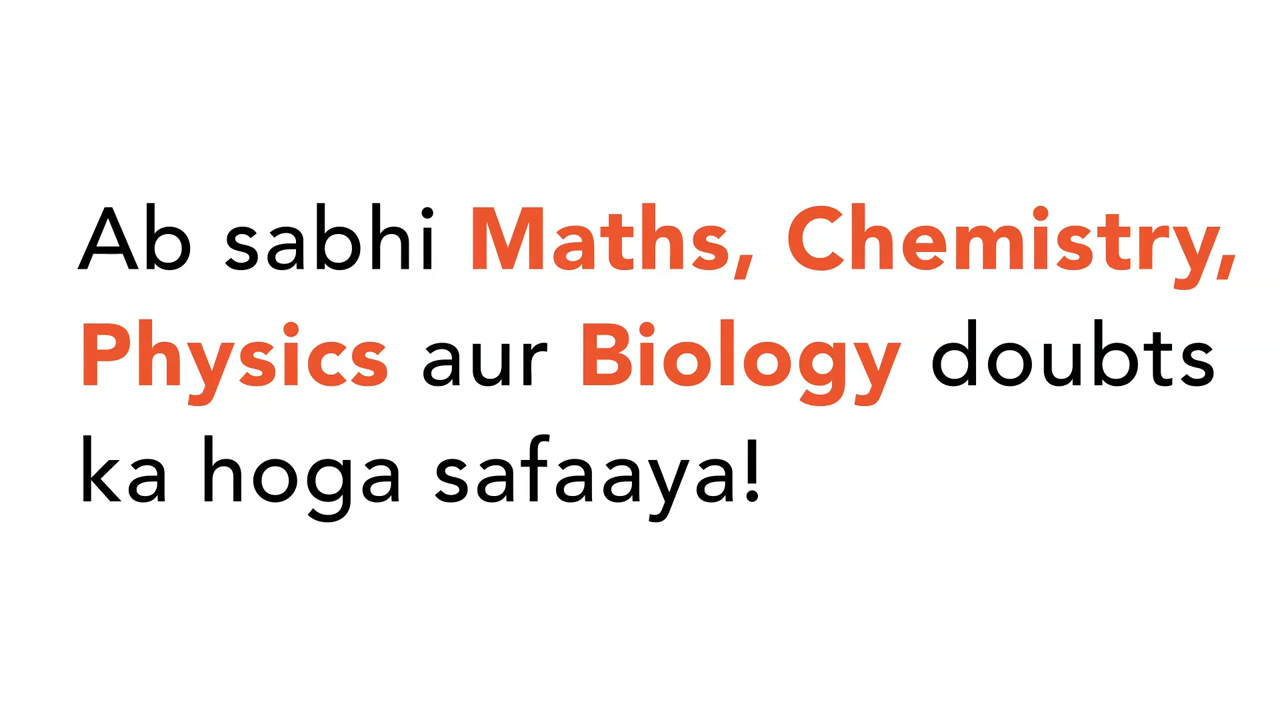 Ab sabhi Maths, Chemistry,
Physics aur Biology doubts
ka hoga safaaya!